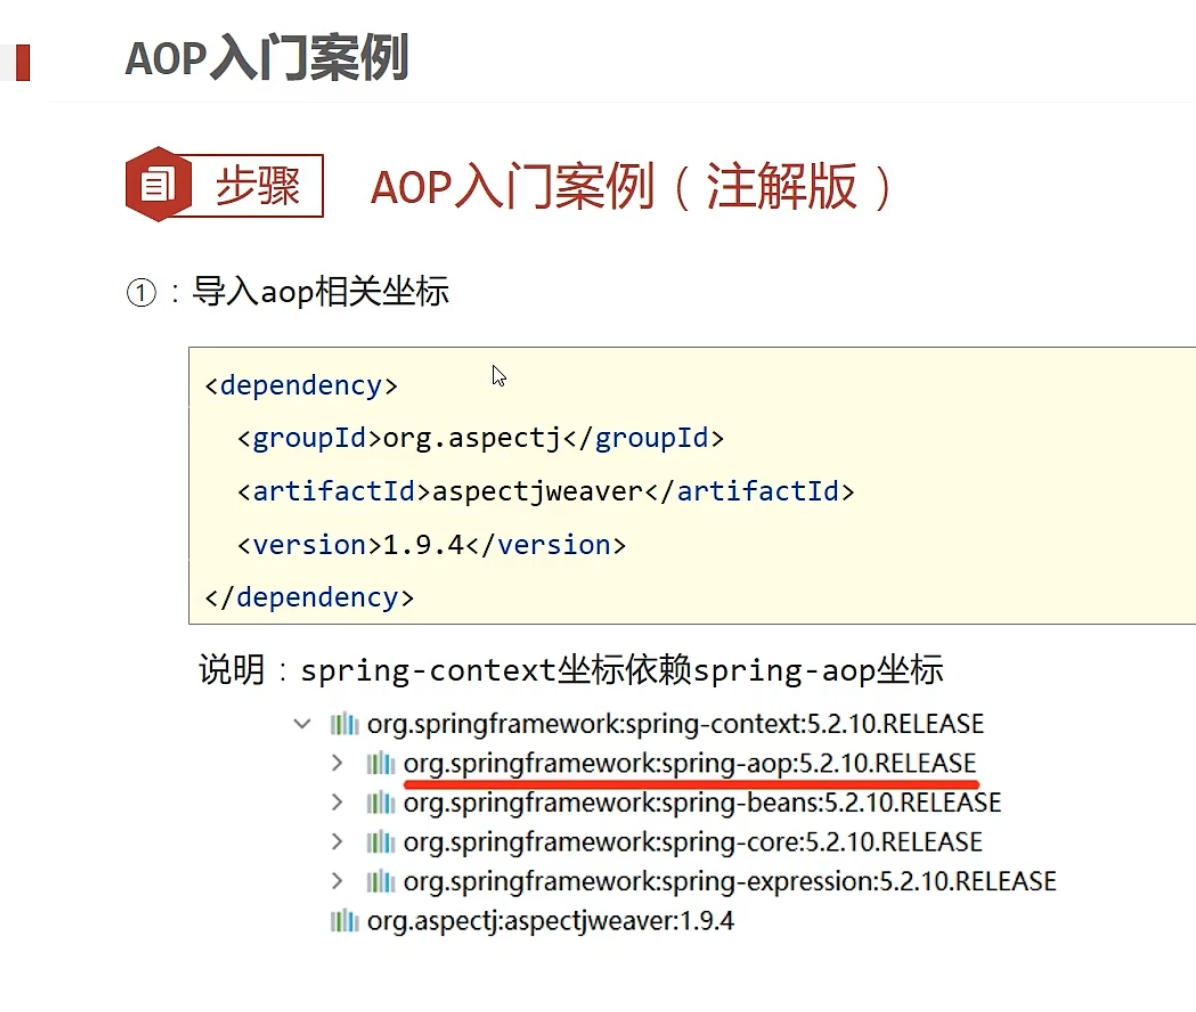 AOP入门案例
步骤
AOP入门案例（注解版）
①：导入aop相关坐标
<dependency>
<groupId>org.aspectj</groupId>
<artifactId>aspectjweaver</artifactId>
<version>1.9.4</version>
</dependency>
说明：spring-context坐标依赖spring-aop坐标
org.springframework:spring-context:5.2.10.RELEASE
org.springframework:spring-aop:5.2.10.RELEASE
org.springframework:spring-beans:5.2.10.RELEASE
org.springframework:spring-core:5.2.10.RELEASE
org.springframework:spring-expression:5.2.10.RELEASE
org.aspectj:aspectjweaver:1.9.4